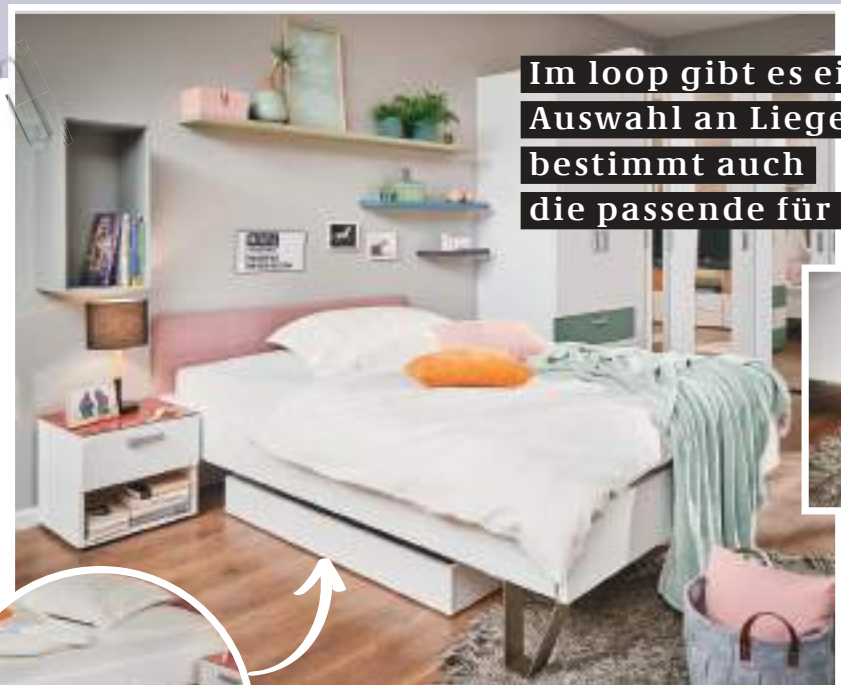 Im loop gibt es ei
Auswahl an Liege
bestimmt auch
die passende für